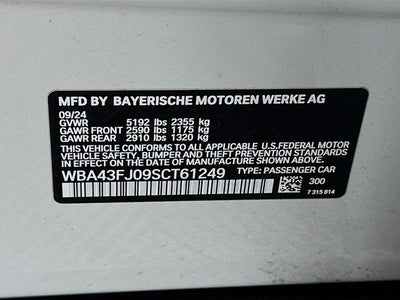 MFD BY BAYERISCHE MOTOREN WERKE AG
09/24
GVWR 5192 lbs 2355 kg
GAWR FRONT 2590 lbs 1175 kg
GAWR REAR 2910 lbs 1320 kg
THIS VEHICLE CONFORMS TO ALL APPLICABLE U.S. FEDERAL MOTOR
VEHICLE SAFETY, BUMPER, AND THEFT PREVENTION STANDARDS
IN EFFECT ON THE DATE OF MANUFACTURE SHOWN ABOVE.
WBA43FJ09SCT61249 TYPE: PASSENGER CAR
300
7 315 814